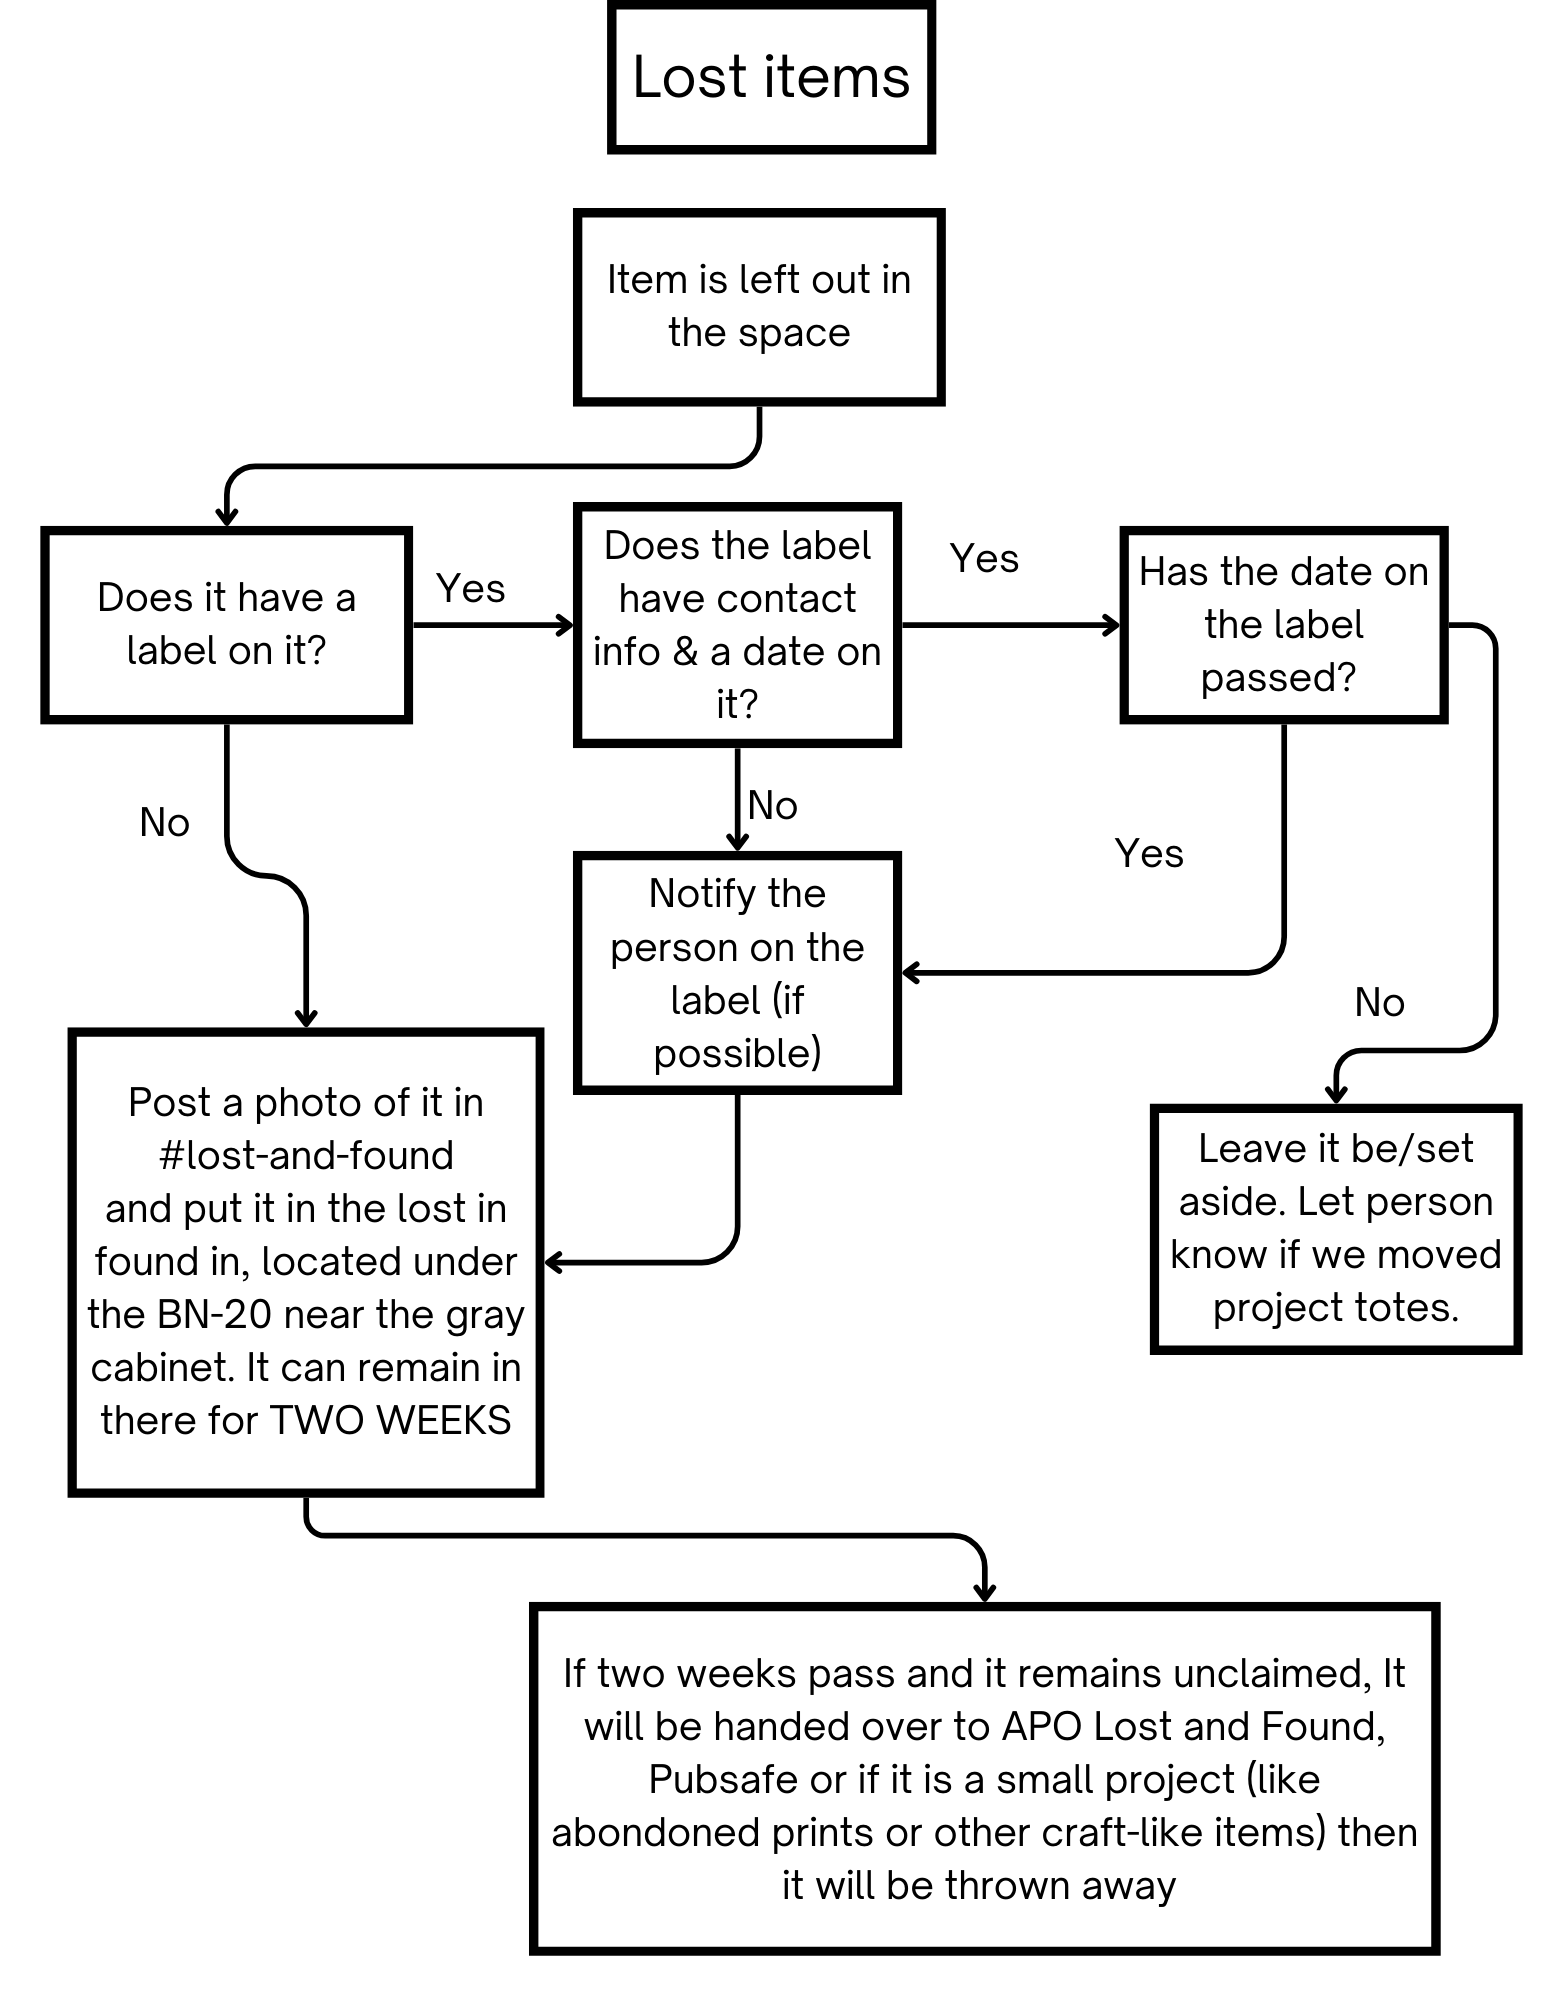 Lost items
Item is left out in
the space
Does it have a
label on it?
Yes
Does the label
have contact
info & a date on
it?
Yes
Has the date on
the label
passed?
No
No
Yes
Notify the
person on the
label (if
possible)
No
Post a photo of it in
#lost-and-found
and put it in the lost in
found in, located under
the BN-20 near the gray
cabinet. It can remain in
there for TWO WEEKS
Leave it be/set
aside. Let person
know if we moved
project totes.
If two weeks pass and it remains unclaimed, It
will be handed over to APO Lost and Found,
Pubsafe or if it is a small project (like
abondoned prints or other craft-like items) then
it will be thrown away